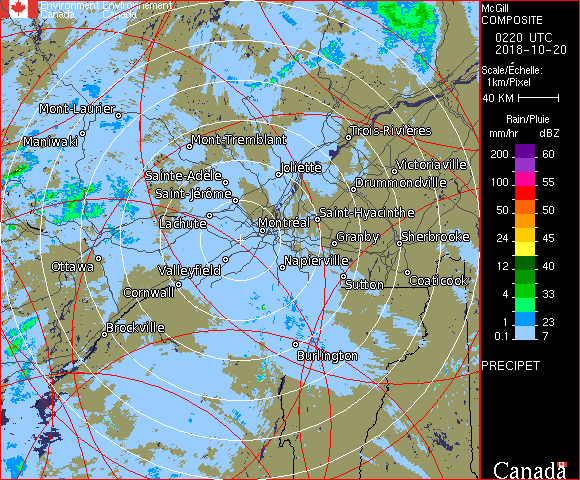 Environment Environnement
Canada Canada
McGill
COMPOSITE
0220 UTC
2018-10-20
Scale/Échelle:
1km/Pixel
40 KM
Rain/Pluie
mm/hr dBZ
200 60
100 55
50 50
24 45
12 40
4 33
1 23
0.1 7
PRECIPET
Canada
Mont-Laurier
Maniwaki
Mont-Tremblant
Trois-Rivières
Joliette
Victoriaville
Sainte-Adèle
Drummondville
Saint-Jérôme
Lachute
Saint-Hyacinthe
Montréal
Granby
Sherbrooke
Ottawa
Valleyfield
Napierville
Coaticook
Sutton
Cornwall
Brockville
Burlington